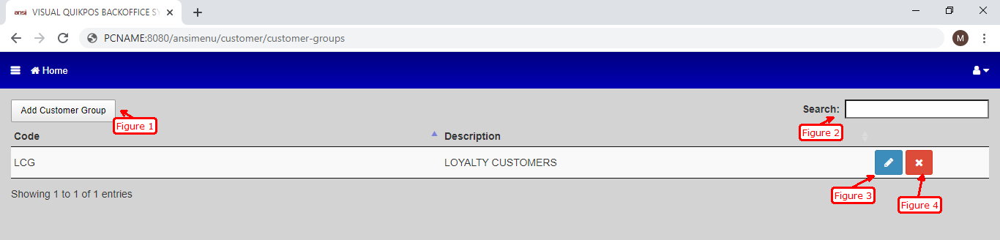 ansi VISUAL QUIKPOS BACKOFFICE SY
PCNAME:8080/ansimenu/customer/customer-groups
M
Home
Add Customer Group
Search:
Figure 1
Figure 2
Code Description
LCG LOYALTY CUSTOMERS
Showing 1 to 1 of 1 entries
Figure 3
Figure 4